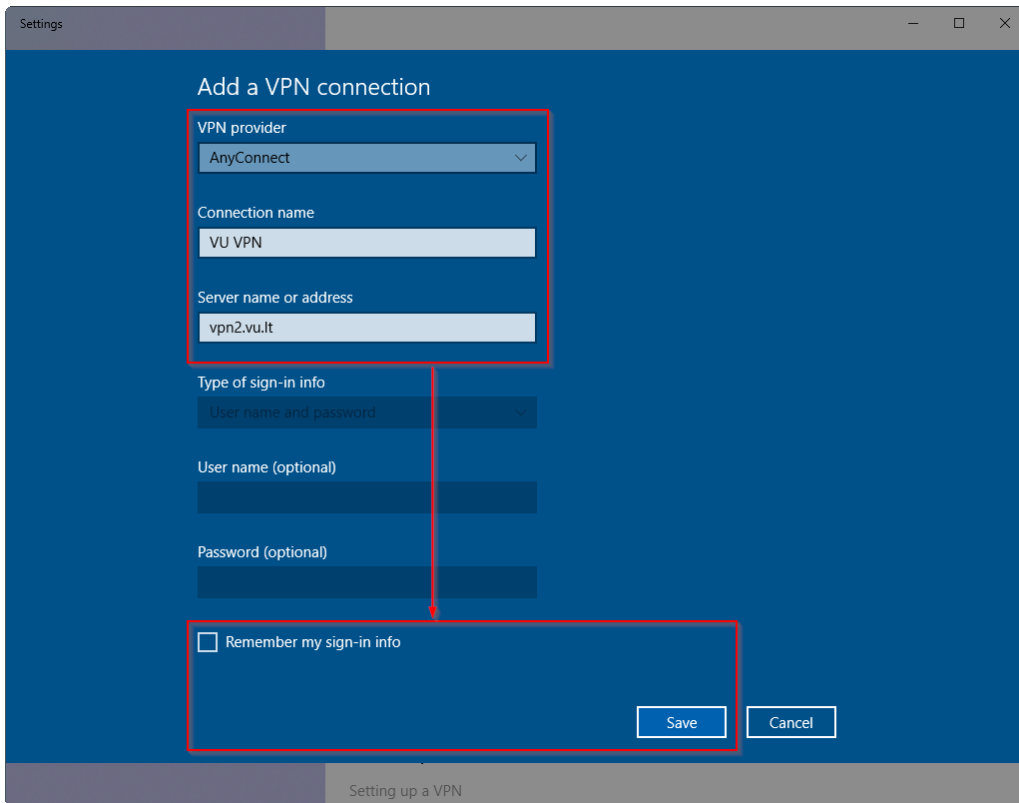 Settings
Add a VPN connection
VPN provider
AnyConnect
Connection name
VU VPN
Server name or address
vpn2.vu.lt
Type of sign-in info
User name and password
User name (optional)
Password (optional)
Remember my sign-in info
Save
Cancel
Setting up a VPN